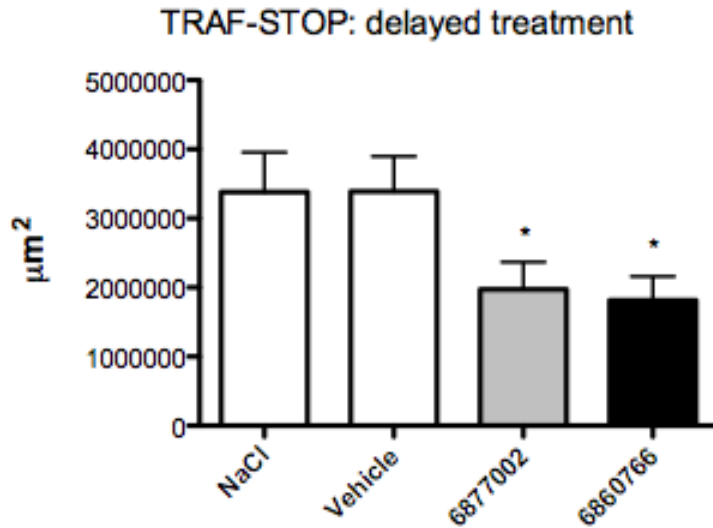 TRAF-STOP: delayed treatment
5000000
4000000
3000000
2000000
1000000
0
μm²
*
*
NaCl
Vehicle
6877002
6860766